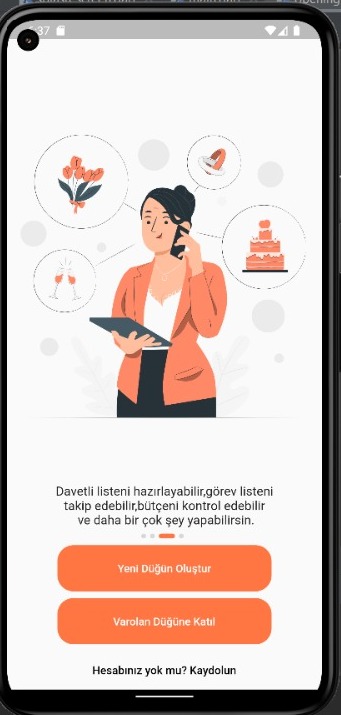 Davetli listeni hazırlayabilir,görev listeni
takip edebilir,bütçeni kontrol edebilir
ve daha bir çok şey yapabilirsin.
Yeni Düğün Oluştur
Varolan Düğüne Katıl
Hesabınız yok mu? Kaydolun